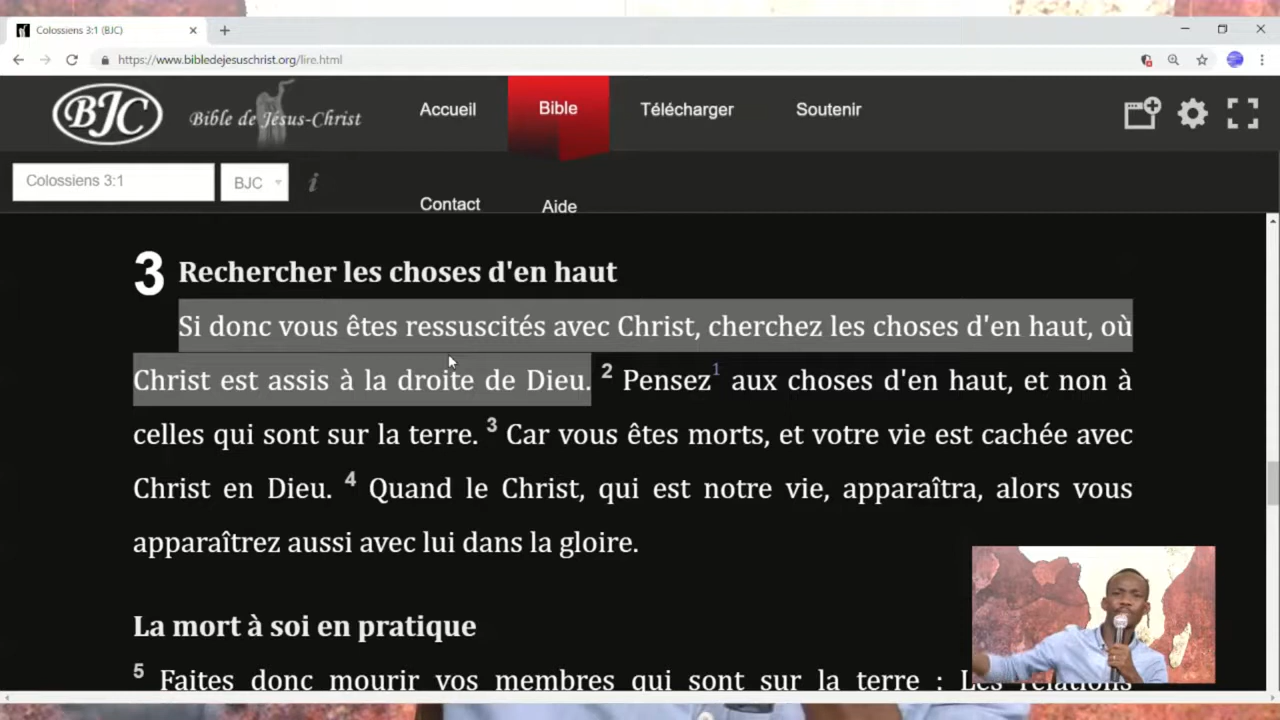 Colossiens 3:1 (BJC)
https://www.bibledejesuschrist.org/lire.html
BJC Bible de Jésus-Christ Accueil Bible Télécharger Soutenir
Colossiens 3:1 BJC i Contact Aide
3 Rechercher les choses d'en haut
Si donc vous êtes ressuscités avec Christ, cherchez les choses d'en haut, où
Christ est assis à la droite de Dieu. 2 Pensez1 aux choses d'en haut, et non à
celles qui sont sur la terre. 3 Car vous êtes morts, et votre vie est cachée avec
Christ en Dieu. 4 Quand le Christ, qui est notre vie, apparaîtra, alors vous
apparaîtrez aussi avec lui dans la gloire.
La mort à soi en pratique
5 Faites donc mourir vos membres qui sont sur la terre : Les relations